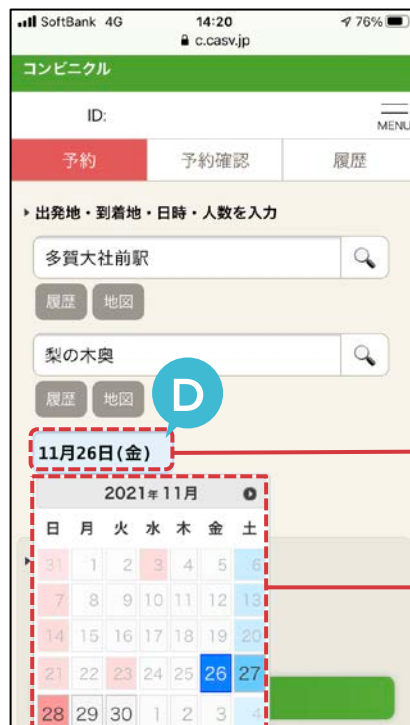 SoftBank 4G 14:20 76%
c.casv.jp
コンビニクル
ID:
MENU
予約 予約確認 履歴
出発地・到着地・日時・人数を入力
多賀大社前駅
履歴 地図
梨の木奥
履歴 地図
D
11月26日(金)
2021年 11月
日 月 火 水 木 金 土
31 1 2 3 4 5 6
7 8 9 10 11 12 13
14 15 16 17 18 19 20
21 22 23 24 25 26 27
28 29 30 1 2 3 4